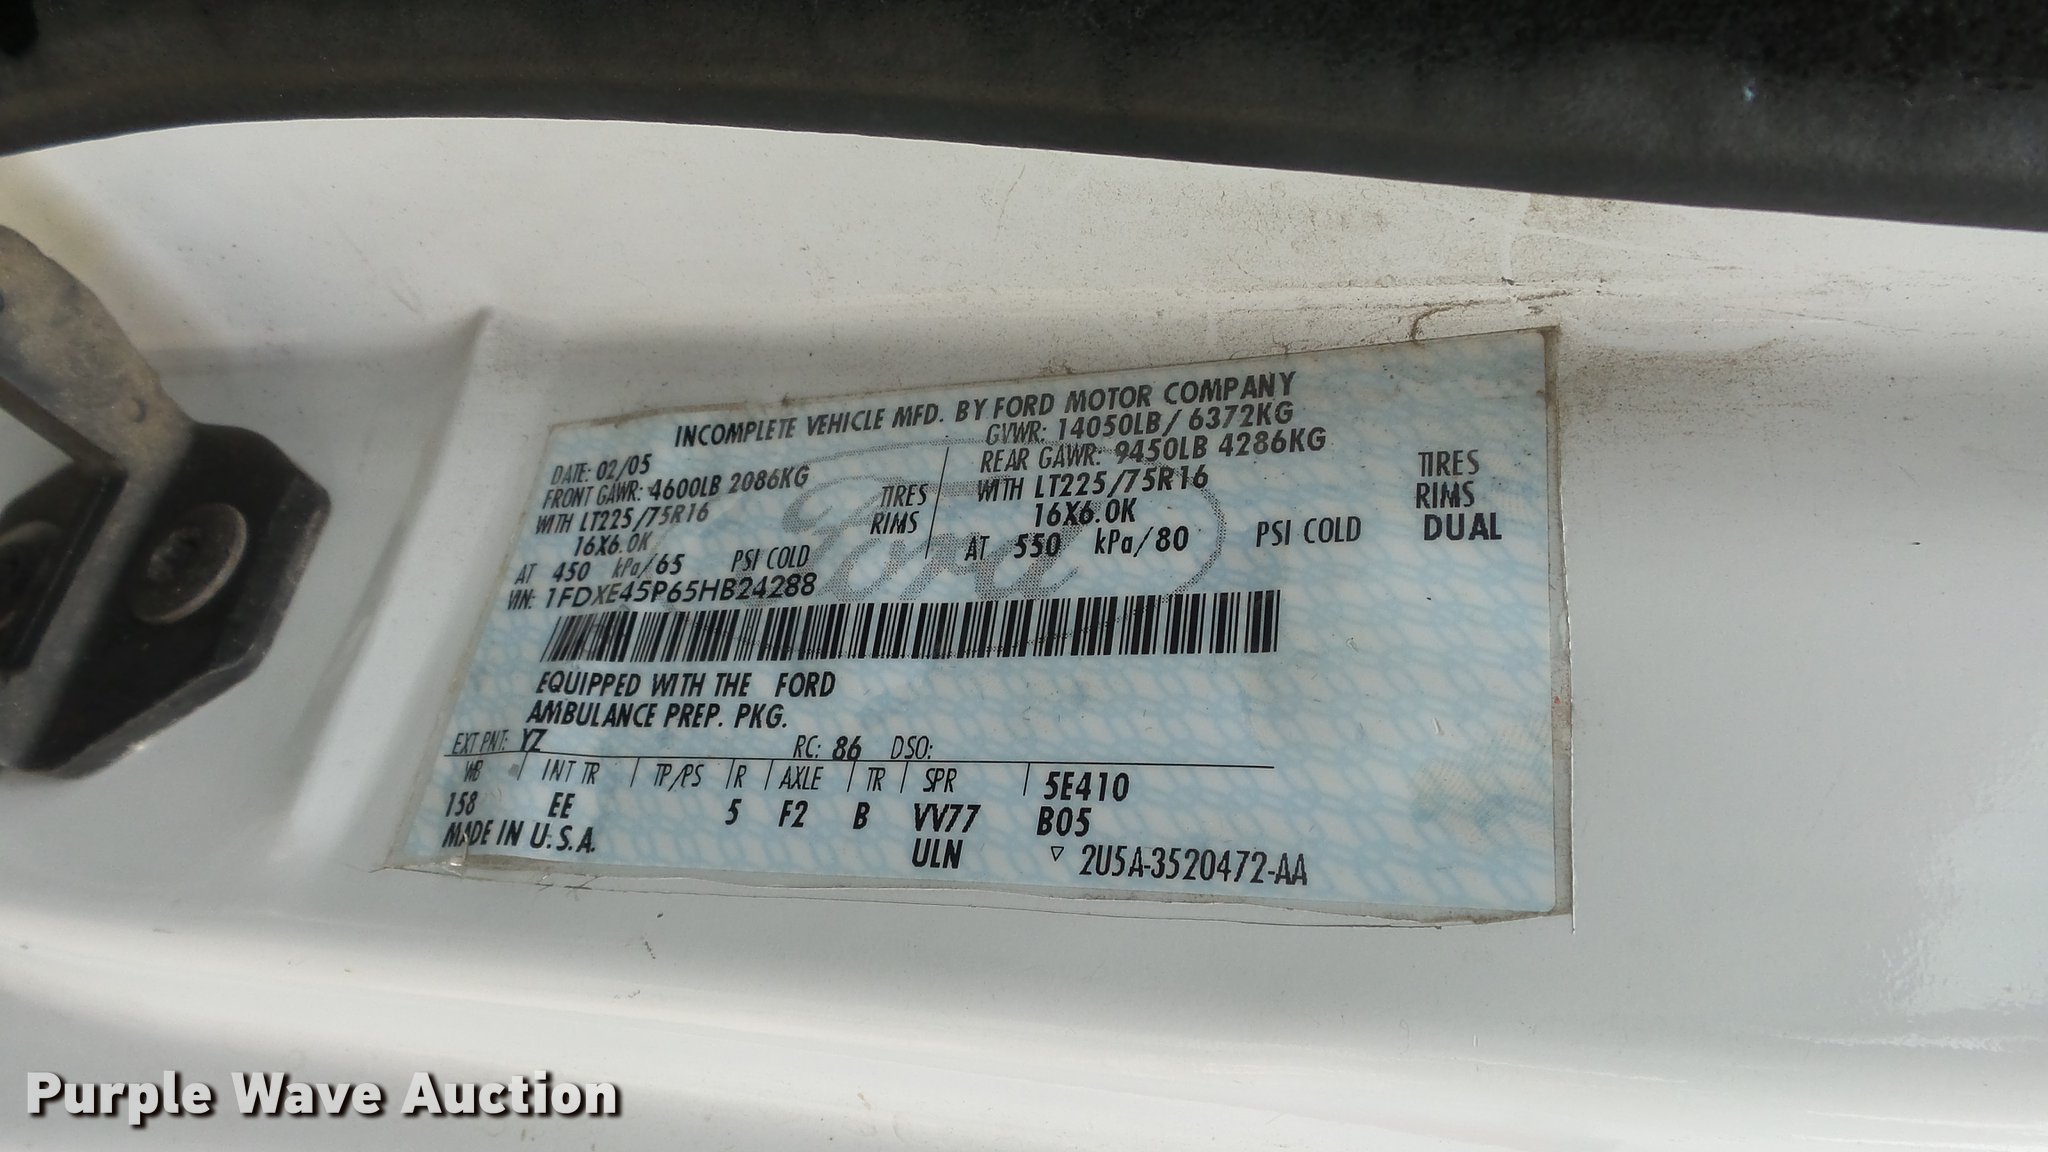 INCOMPLETE VEHICLE MFD. BY FORD MOTOR COMPANY
DATE: 02/05 GVWR: 14050LB/ 6372KG
FRONT GAWR: 4600LB 2086KG REAR GAWR: 9450LB 4286KG
WITH LT225/75R16 TIRES WITH LT225/75R16 TIRES
16X6.0K RIMS 16X6.0K RIMS
AT 450 kPa/65 PSI COLD AT 550 kPa/80 PSI COLD DUAL
VIN: 1FDXE45P65HB24288
Ford
EQUIPPED WITH THE FORD
AMBULANCE PREP. PKG.
EXT PNT: YZ RC: 86 DSO:
WB INT TR TP/PS R AXLE TR SPR 5E410
158 EE 5 F2 B VV77 B05
MADE IN U.S.A. ULN ▽ 2U5A-3520472-AA
Purple Wave Auction